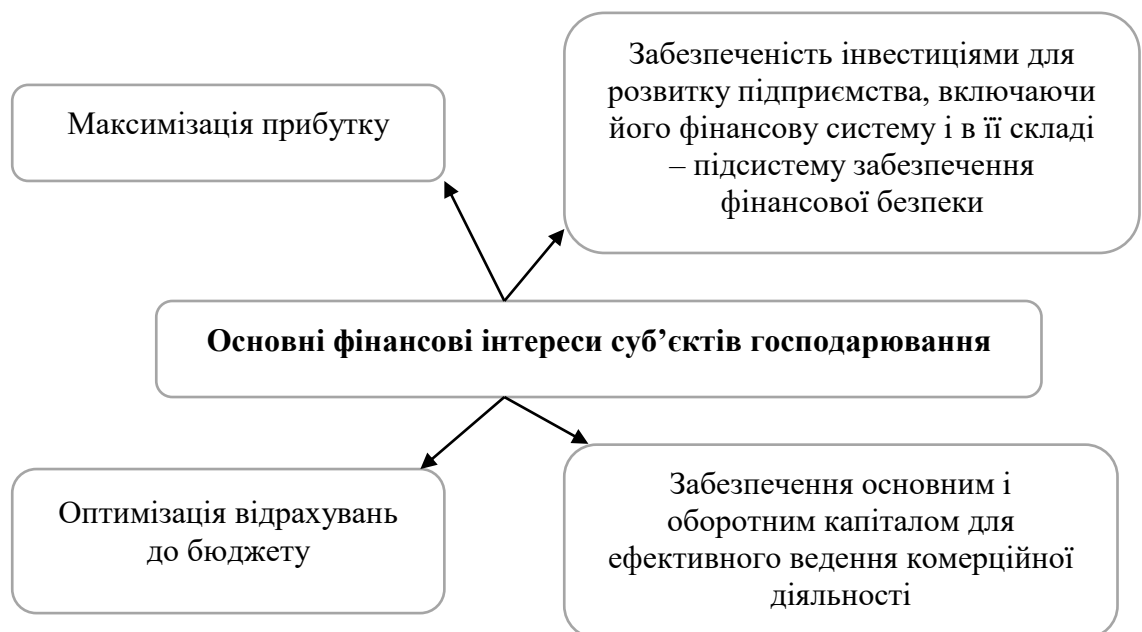 Максимізація прибутку
Забезпеченість інвестиціями для
розвитку підприємства, включаючи
його фінансову систему і в її складі
– підсистему забезпечення
фінансової безпеки
Основні фінансові інтереси суб’єктів господарювання
Оптимізація відрахувань
до бюджету
Забезпечення основним і
оборотним капіталом для
ефективного ведення комерційної
діяльності